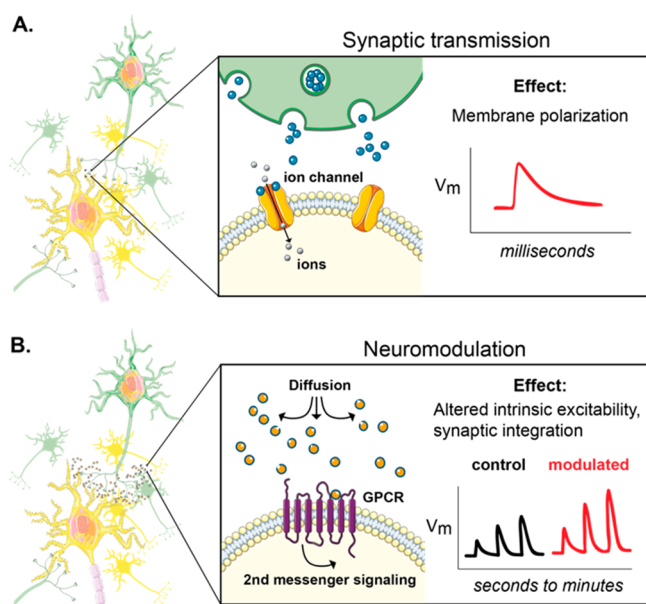 A.
Synaptic transmission
Effect:
Membrane polarization
ion channel
Vm
ions
milliseconds
B.
Neuromodulation
Diffusion
Effect:
Altered intrinsic excitability,
synaptic integration
control modulated
GPCR
Vm
2nd messenger signaling
seconds to minutes